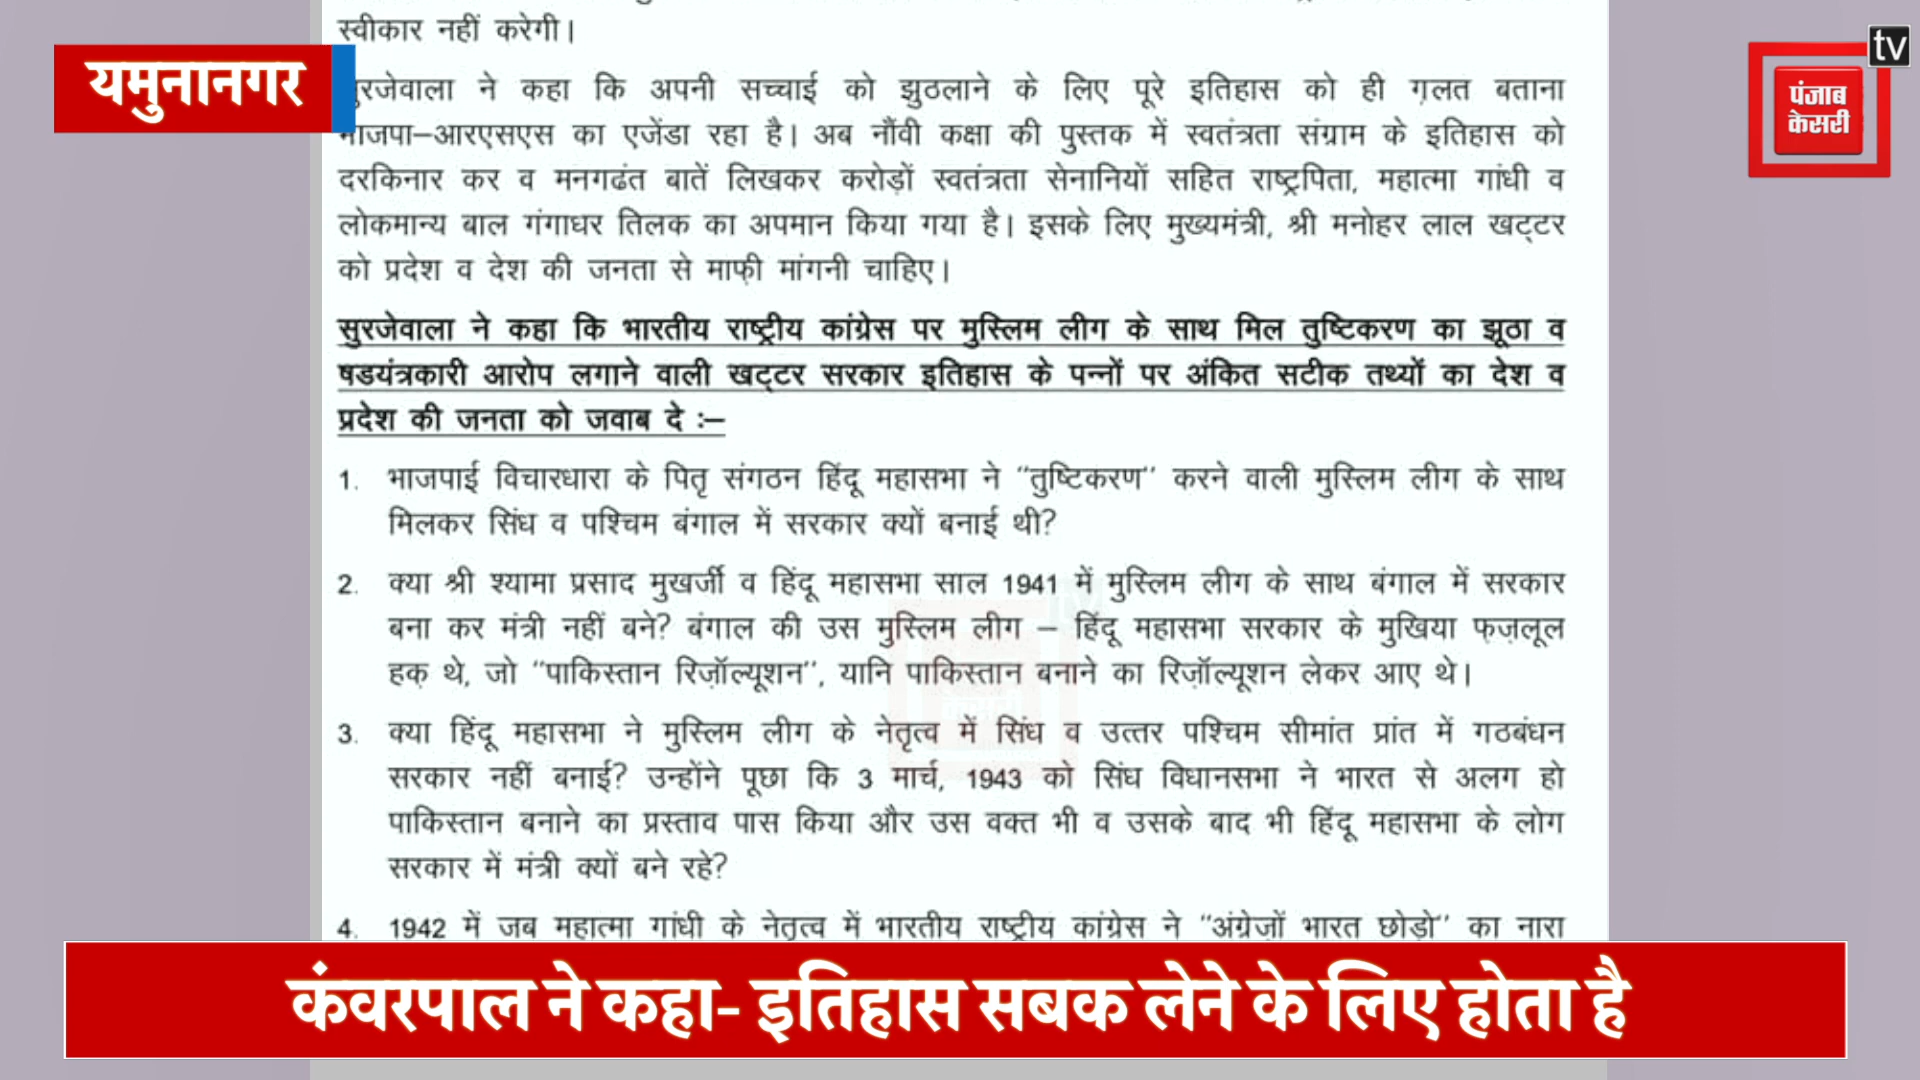 स्वीकार नहीं करेगी।
यमुनानगर
tv
पंजाब
केसरी
सुरजेवाला ने कहा कि अपनी सच्चाई को झुठलाने के लिए पूरे इतिहास को ही ग़लत बताना
भाजपा–आरएसएस का एजेंडा रहा है। अब नौंवी कक्षा की पुस्तक में स्वतंत्रता संग्राम के इतिहास को
दरकिनार कर व मनगढंत बातें लिखकर करोड़ों स्वतंत्रता सेनानियों सहित राष्ट्रपिता, महात्मा गांधी व
लोकमान्य बाल गंगाधर तिलक का अपमान किया गया है। इसके लिए मुख्यमंत्री, श्री मनोहर लाल खट्टर
को प्रदेश व देश की जनता से माफ़ी मांगनी चाहिए।
सुरजेवाला ने कहा कि भारतीय राष्ट्रीय कांग्रेस पर मुस्लिम लीग के साथ मिल तुष्टिकरण का झूठा व
षडयंत्रकारी आरोप लगाने वाली खट्टर सरकार इतिहास के पन्नों पर अंकित सटीक तथ्यों का देश व
प्रदेश की जनता को जवाब दे :–
1. भाजपाई विचारधारा के पितृ संगठन हिंदू महासभा ने "तुष्टिकरण" करने वाली मुस्लिम लीग के साथ
मिलकर सिंध व पश्चिम बंगाल में सरकार क्यों बनाई थी?
2. क्या श्री श्यामा प्रसाद मुखर्जी व हिंदू महासभा साल 1941 में मुस्लिम लीग के साथ बंगाल में सरकार
बना कर मंत्री नहीं बने? बंगाल की उस मुस्लिम लीग – हिंदू महासभा सरकार के मुखिया फ़ज़लूल
हक़ थे, जो "पाकिस्तान रिज़ॉल्यूशन", यानि पाकिस्तान बनाने का रिज़ॉल्यूशन लेकर आए थे।
3. क्या हिंदू महासभा ने मुस्लिम लीग के नेतृत्व में सिंध व उत्तर पश्चिम सीमांत प्रांत में गठबंधन
सरकार नहीं बनाई? उन्होंने पूछा कि 3 मार्च, 1943 को सिंध विधानसभा ने भारत से अलग हो
पाकिस्तान बनाने का प्रस्ताव पास किया और उस वक्त भी व उसके बाद भी हिंदू महासभा के लोग
सरकार में मंत्री क्यों बने रहे?
4. 1942 में जब महात्मा गांधी के नेतृत्व में भारतीय राष्ट्रीय कांग्रेस ने "अंग्रेजों भारत छोड़ो" का नारा
कंवरपाल ने कहा- इतिहास सबक लेने के लिए होता है